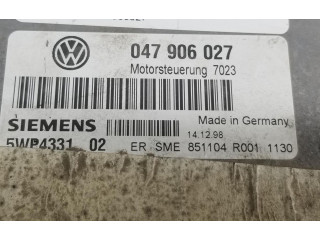 047 906 027
Motorsteuerung 7023
Made in Germany
SIEMENS
14.12.98
5WP4331 02 ER SME 851104 R001 1130